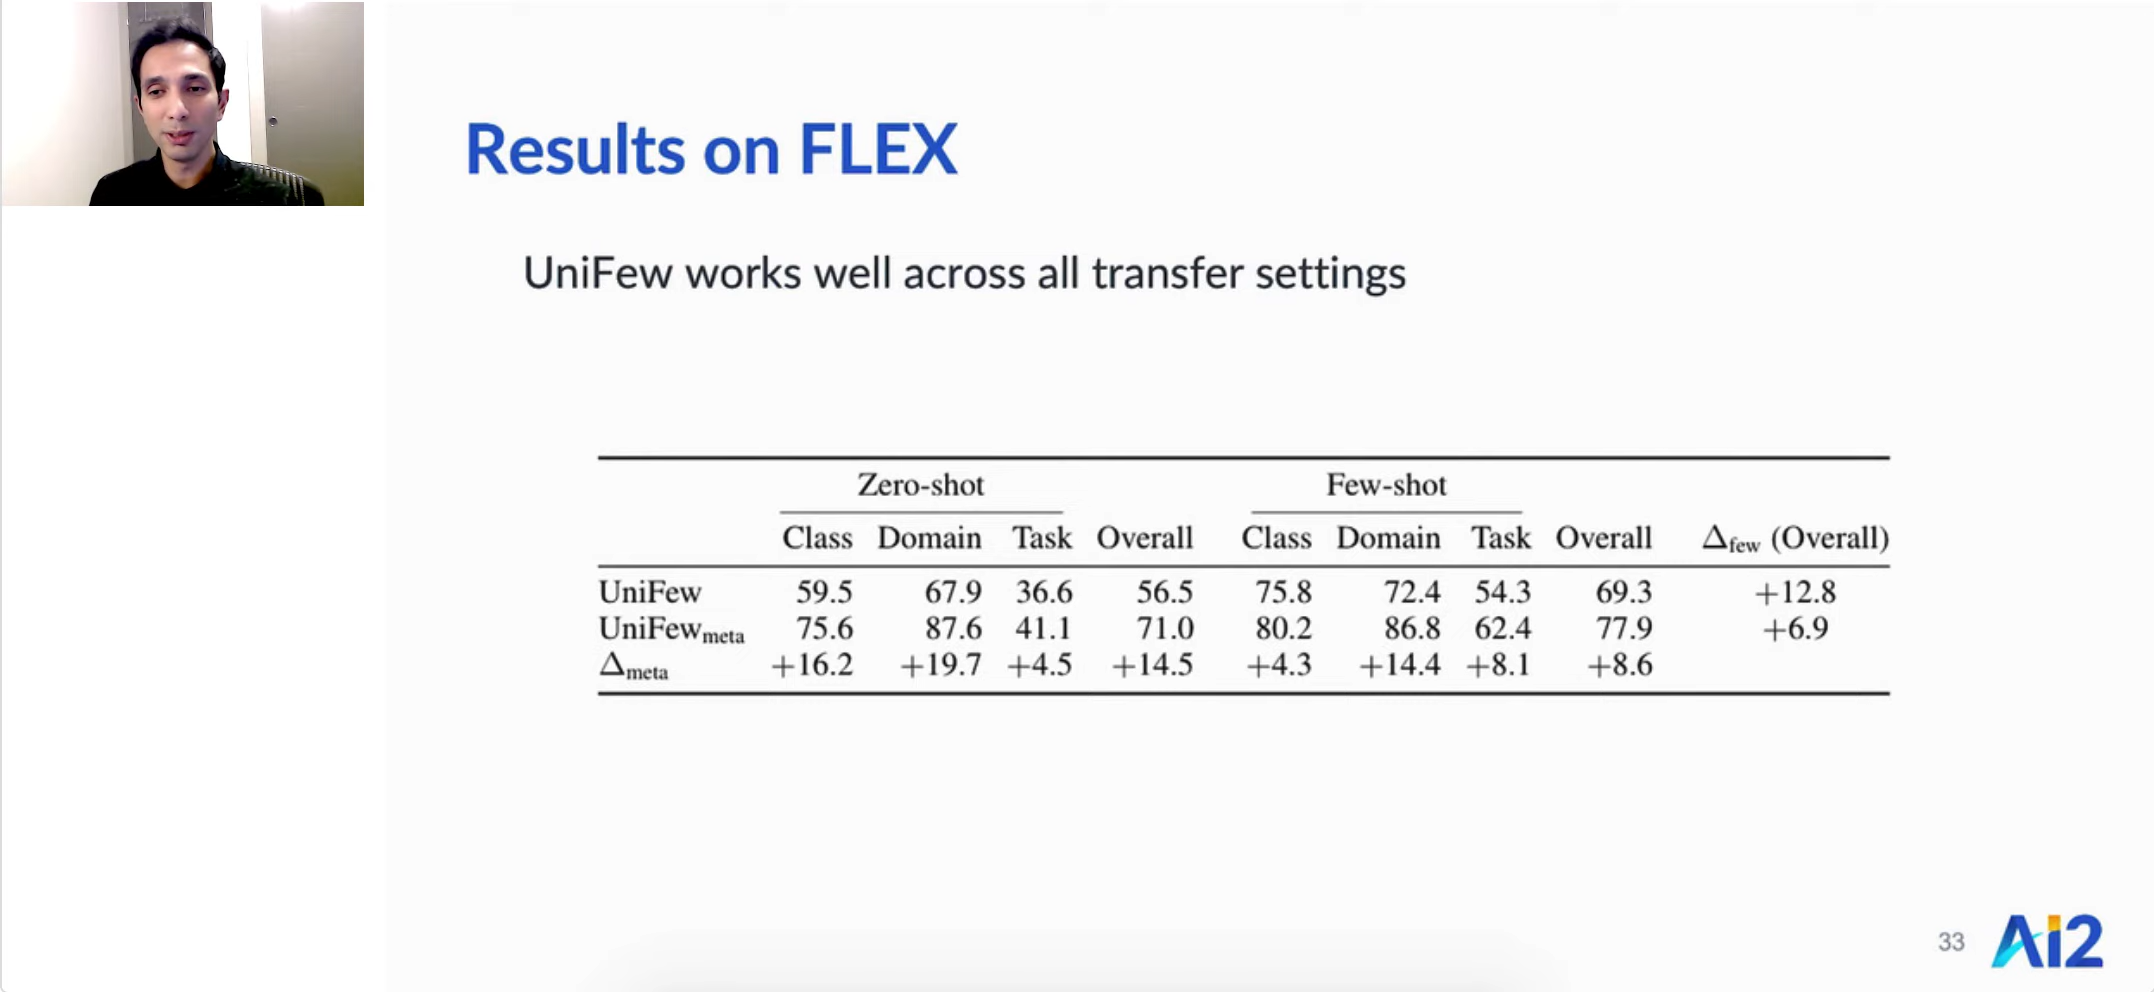 Results on FLEX
UniFew works well across all transfer settings
Zero-shot Few-shot
Class Domain Task Overall Class Domain Task Overall Δfew (Overall)
UniFew 59.5 67.9 36.6 56.5 75.8 72.4 54.3 69.3 +12.8
UniFewmeta 75.6 87.6 41.1 71.0 80.2 86.8 62.4 77.9 +6.9
Δmeta +16.2 +19.7 +4.5 +14.5 +4.3 +14.4 +8.1 +8.6
33 Ai2